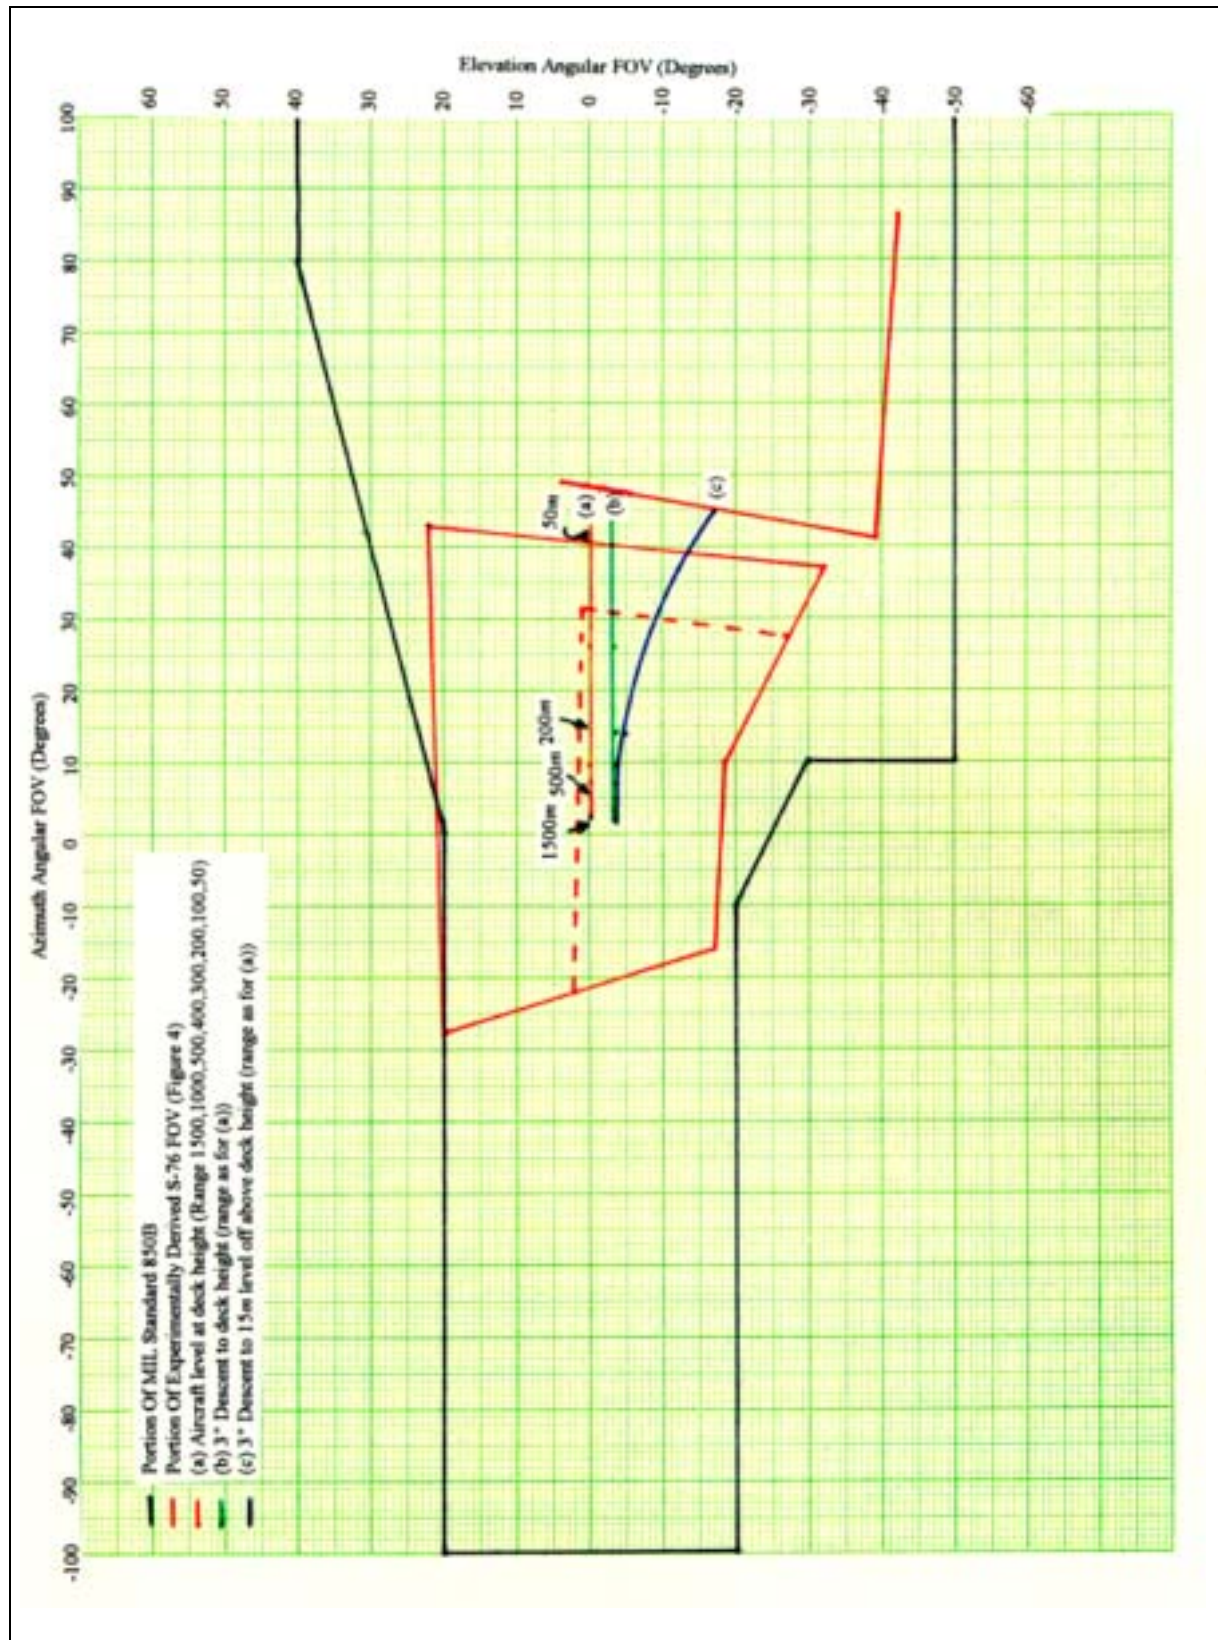 Elevation Angular FOV (Degrees)
60
50
40
30
20
10
0
-10
-20
-30
-40
-50
-60
Azimuth Angular FOV (Degrees)
100
90
80
70
60
50
40
30
20
10
0
-10
-20
-30
-40
-50
-60
-70
-80
-90
-100
50m
(a)
(b)
(c)
200m
500m
1500m
Portion Of MIL Standard 850B
Portion Of Experimentally Derived S-76 FOV (Figure 4)
(a) Aircraft level at deck height (Range 1500,1000,500,400,300,200,100,50)
(b) 3° Descent to deck height (range as for (a))
(c) 3° Descent to 15m level off above deck height (range as for (a))